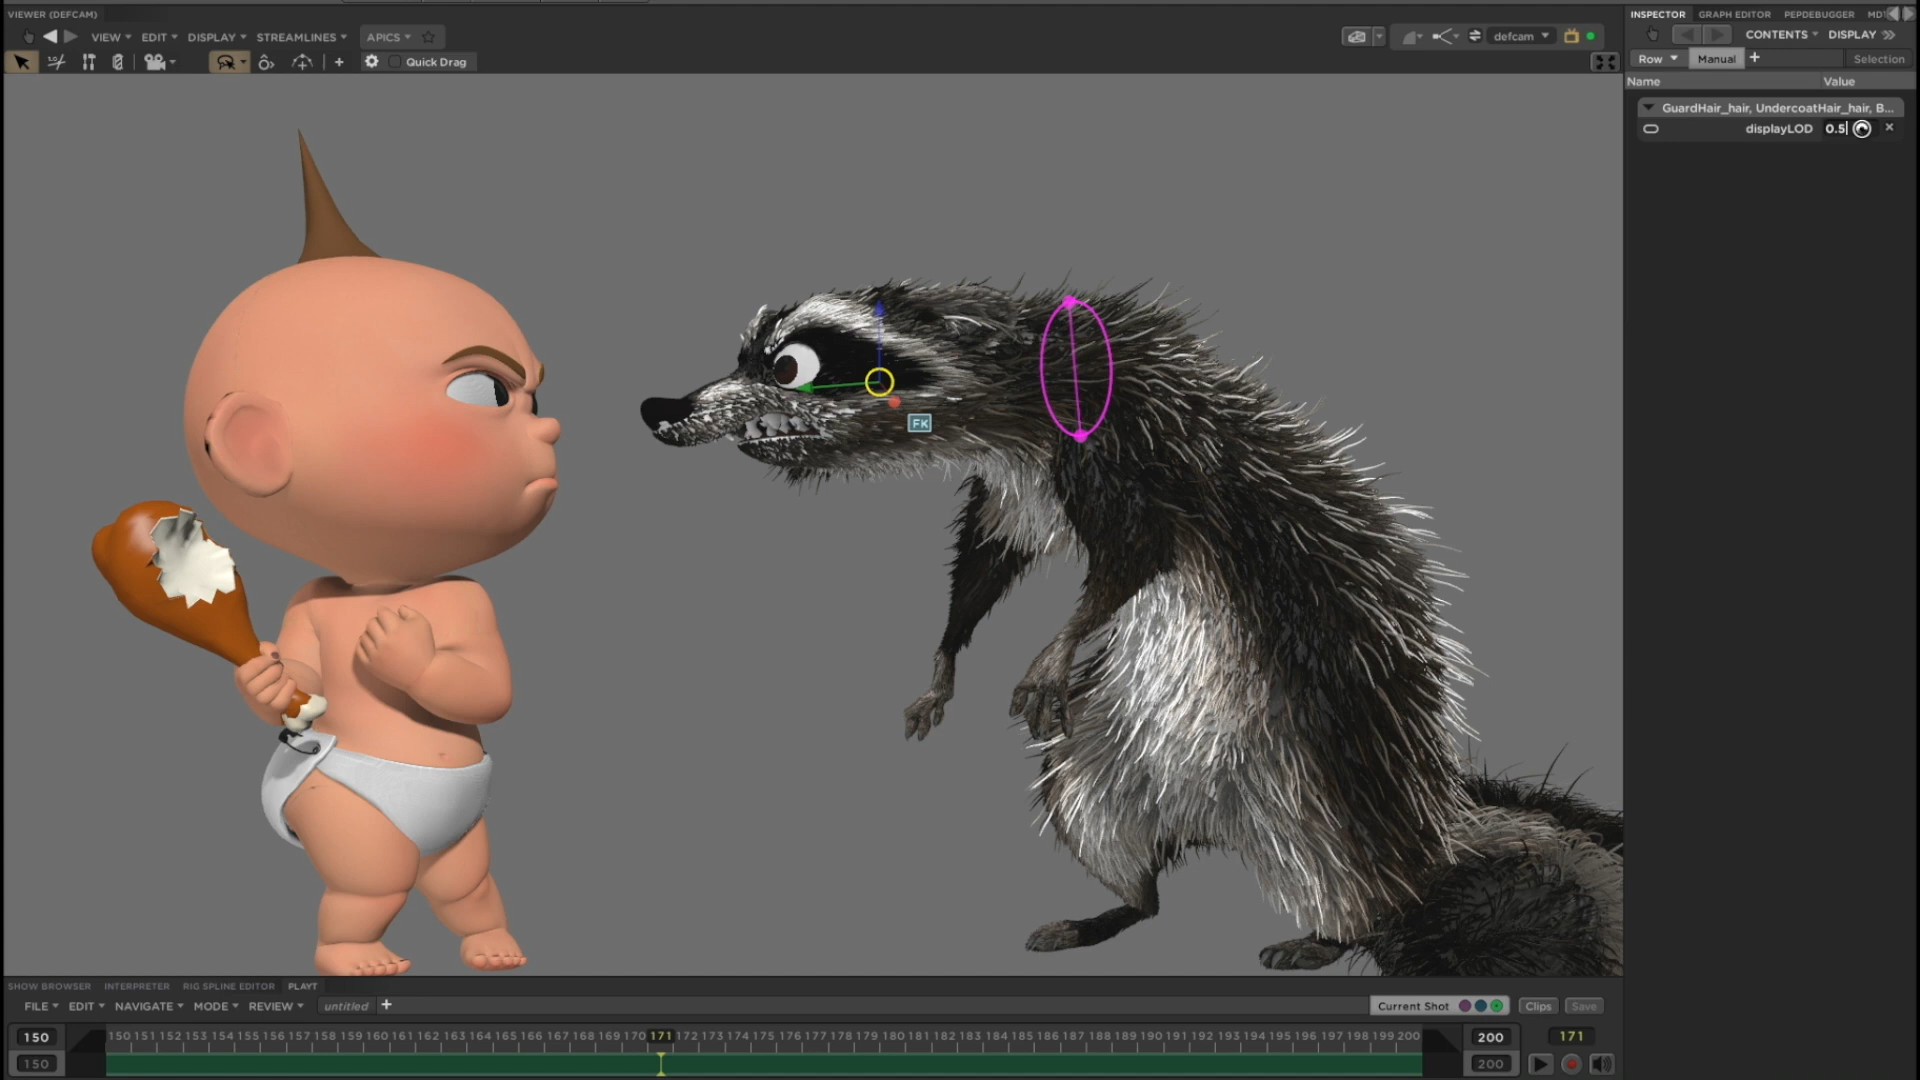 VIEWER (DEFCAM)
VIEW EDIT DISPLAY STREAMLINES APICS
Quick Drag
defcam
INSPECTOR GRAPH EDITOR PEPDEBUGGER
CONTENTS DISPLAY
Row Manual + Selection
Name Value
GuardHair_hair, UndercoatHair_hair, B...
displayLOD 0.5
FK
SHOW BROWSER INTERPRETER RIG SPLINE EDITOR PLAYT
FILE EDIT NAVIGATE MODE REVIEW untitled +
Current Shot Clips Save
150 150 151 152 153 154 155 156 157 158 159 160 161 162 163 164 165 166 167 168 169 170 171 172 173 174 175 176 177 178 179 180 181 182 183 184 185 186 187 188 189 190 191 192 193 194 195 196 197 198 199 200 200 171
150 200